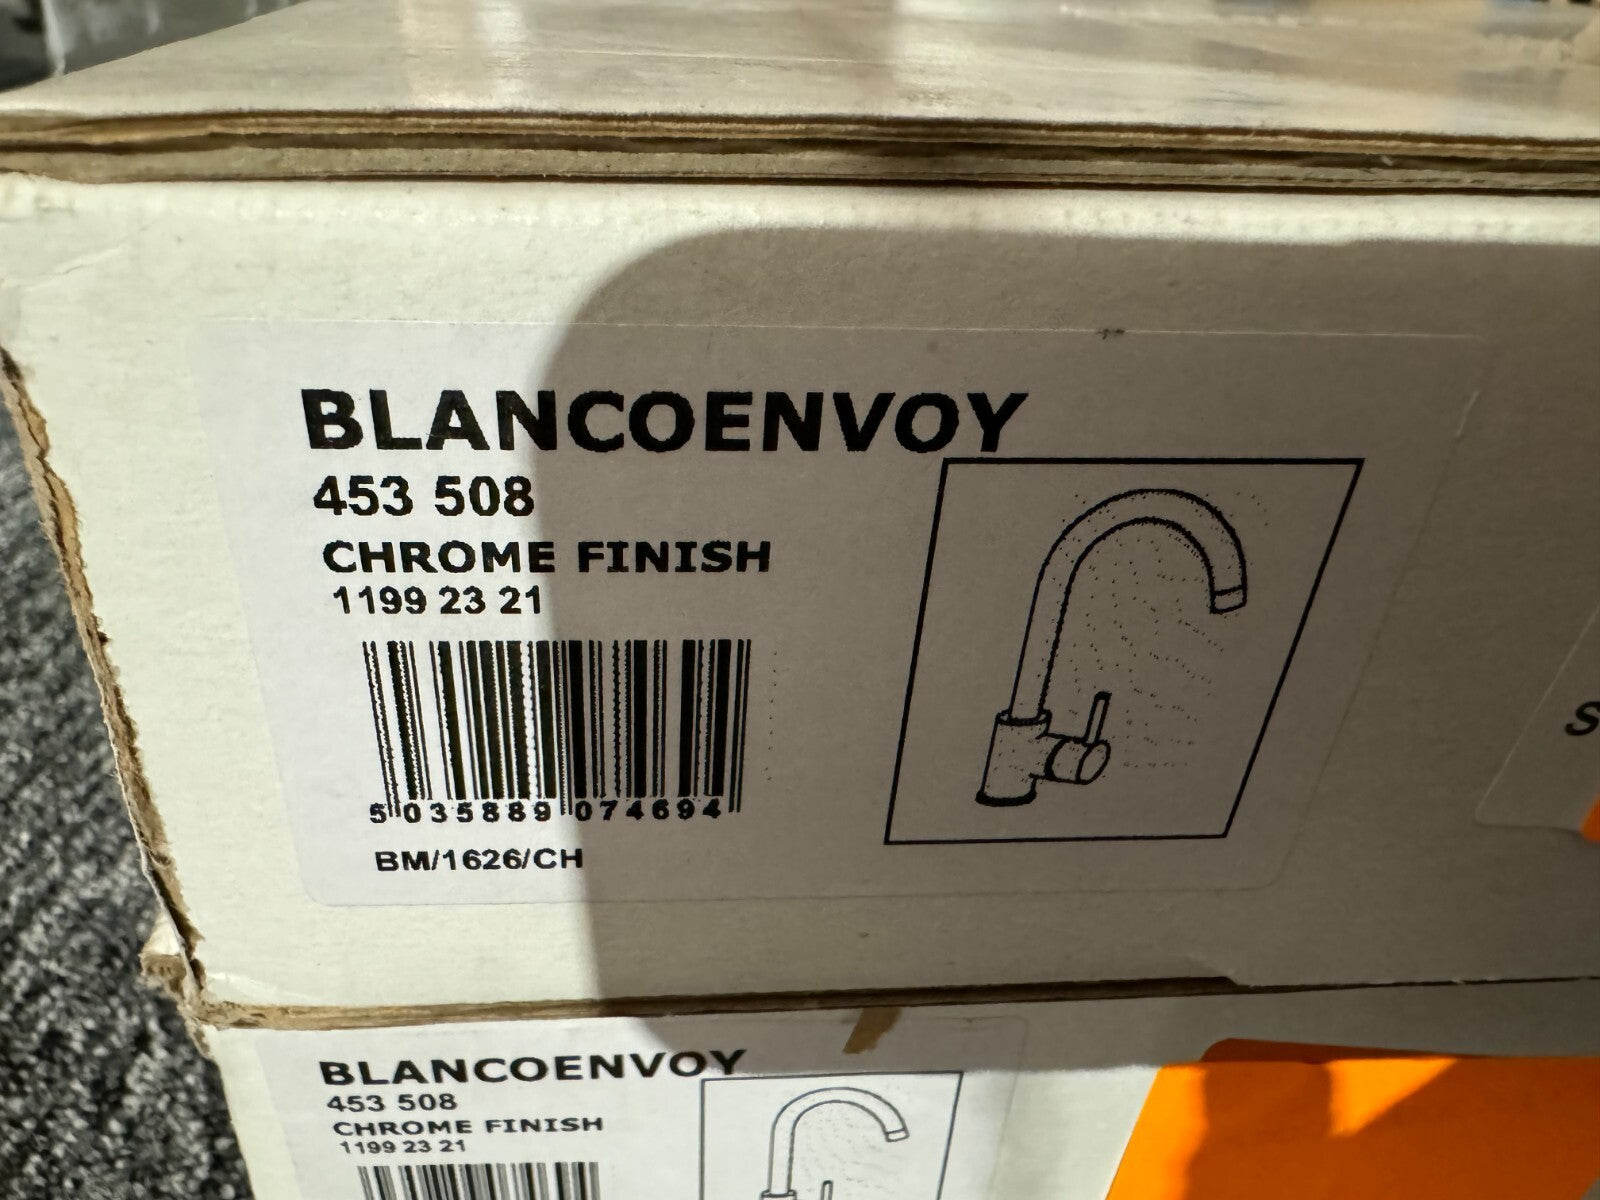 BLANCOENVOY
453 508
CHROME FINISH
1199 23 21
5 035889 074694
BM/1626/CH
S
BLANCOENVOY
453 508
CHROME FINISH
1199 23 21